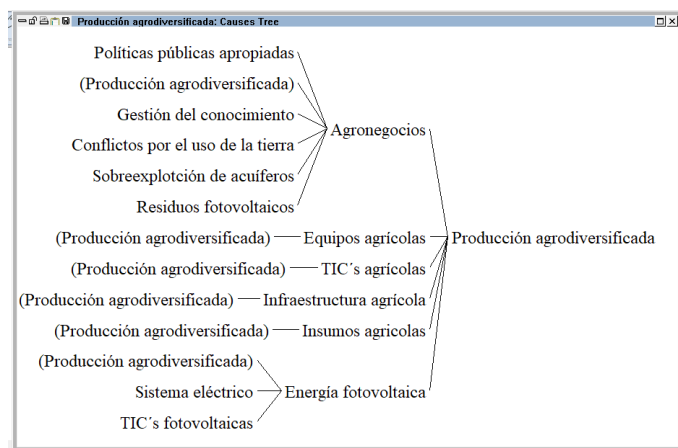 Producción agrodiversificada: Causes Tree
Políticas públicas apropiadas
(Producción agrodiversificada)
Gestión del conocimiento
Agronegocios
Conflictos por el uso de la tierra
Sobreexplotción de acuíferos
Residuos fotovoltaicos
(Producción agrodiversificada) Equipos agrícolas Producción agrodiversificada
(Producción agrodiversificada) TIC´s agrícolas
(Producción agrodiversificada) Infraestructura agrícola
(Producción agrodiversificada) Insumos agricolas
(Producción agrodiversificada)
Sistema eléctrico Energía fotovoltaica
TIC´s fotovoltaicas